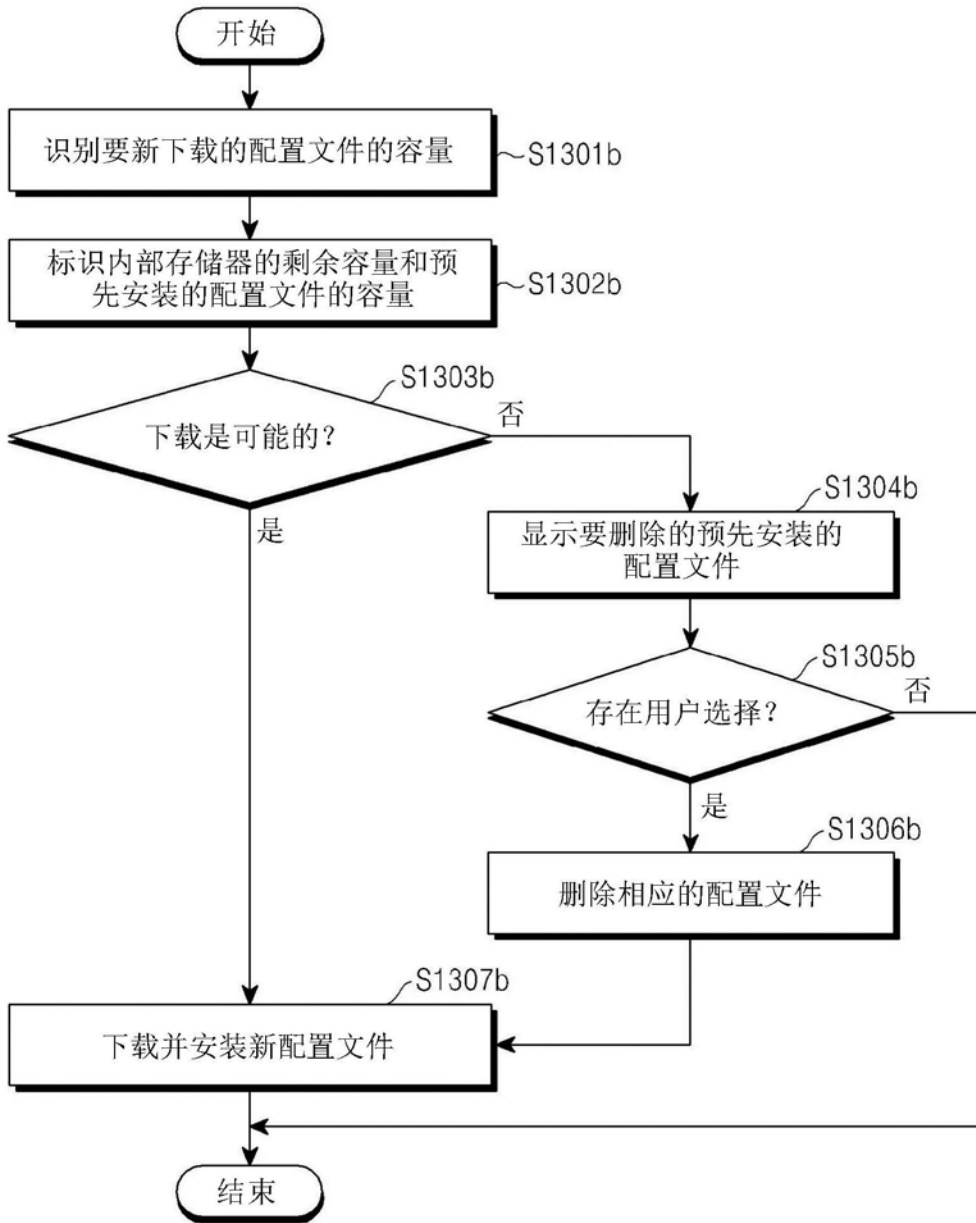 开始
识别要新下载的配置文件的容量
S1301b
标识内部存储器的剩余容量和预
先安装的配置文件的容量
S1302b
S1303b
下载是可能的?
否
是
S1304b
显示要删除的预先安装的
配置文件
S1305b
存在用户选择?
否
是
S1306b
删除相应的配置文件
S1307b
下载并安装新配置文件
结束